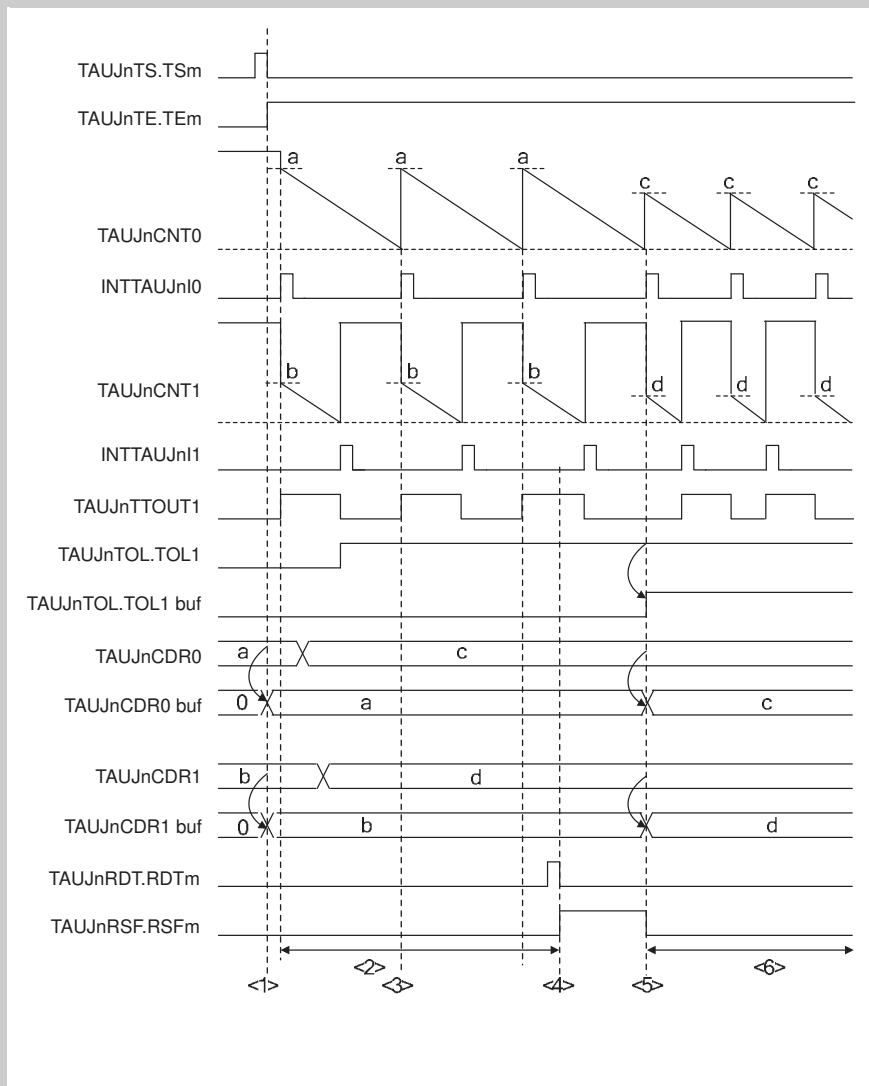 TAUJnTS.TSm
TAUJnTE.TEm
a a a c c c
TAUJnCNT0
INTTAUJnI0
b b b d d d
TAUJnCNT1
INTTAUJnI1
TAUJnTTOUT1
TAUJnTOL.TOL1
TAUJnTOL.TOL1 buf
TAUJnCDR0 a c
TAUJnCDR0 buf 0 a c
TAUJnCDR1 b d
TAUJnCDR1 buf 0 b d
TAUJnRDT.RDTm
TAUJnRSF.RSFm
<2> <6>
<1> <3> <4> <5>